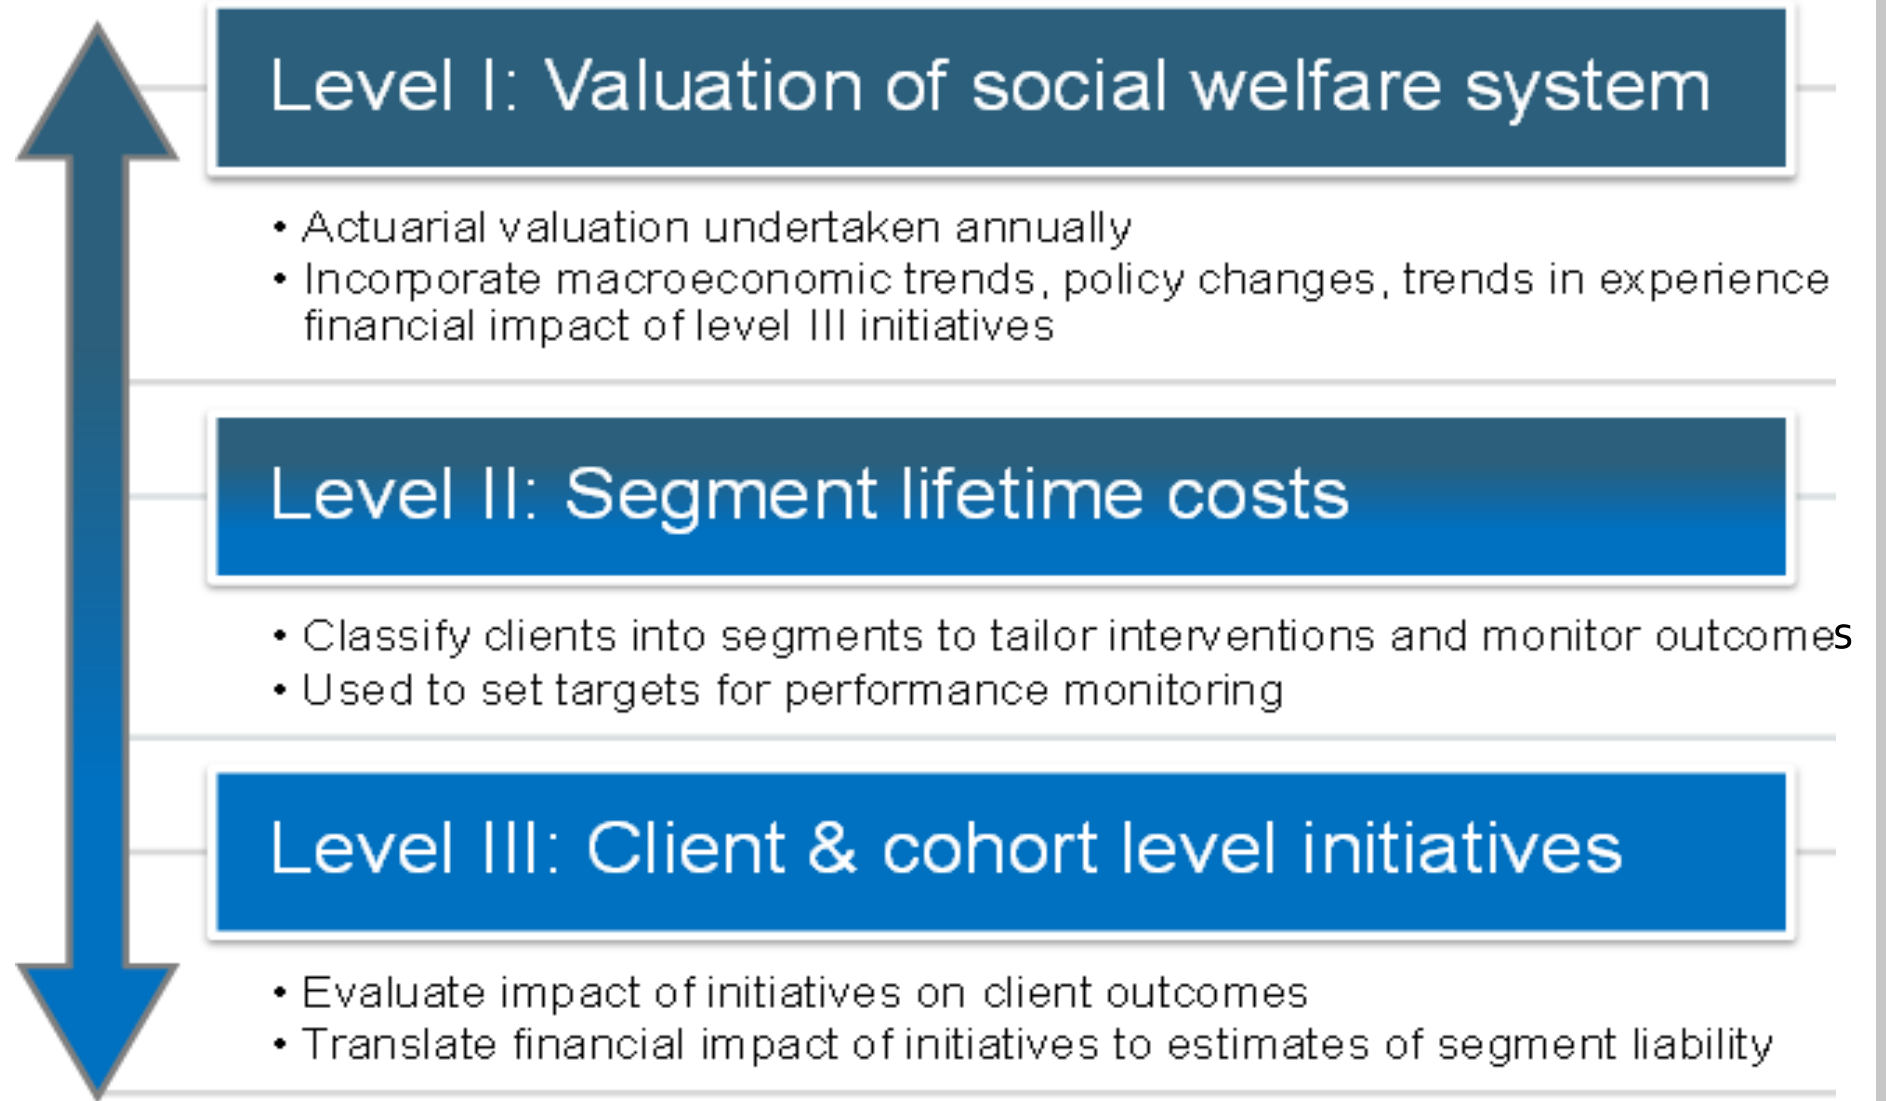 Level I: Valuation of social welfare system
• Actuarial valuation undertaken annually
• Incorporate macroeconomic trends, policy changes, trends in experience
financial impact of level III initiatives
Level II: Segment lifetime costs
• Classify clients into segments to tailor interventions and monitor outcomes
• Used to set targets for performance monitoring
Level III: Client & cohort level initiatives
• Evaluate impact of initiatives on client outcomes
• Translate financial impact of initiatives to estimates of segment liability